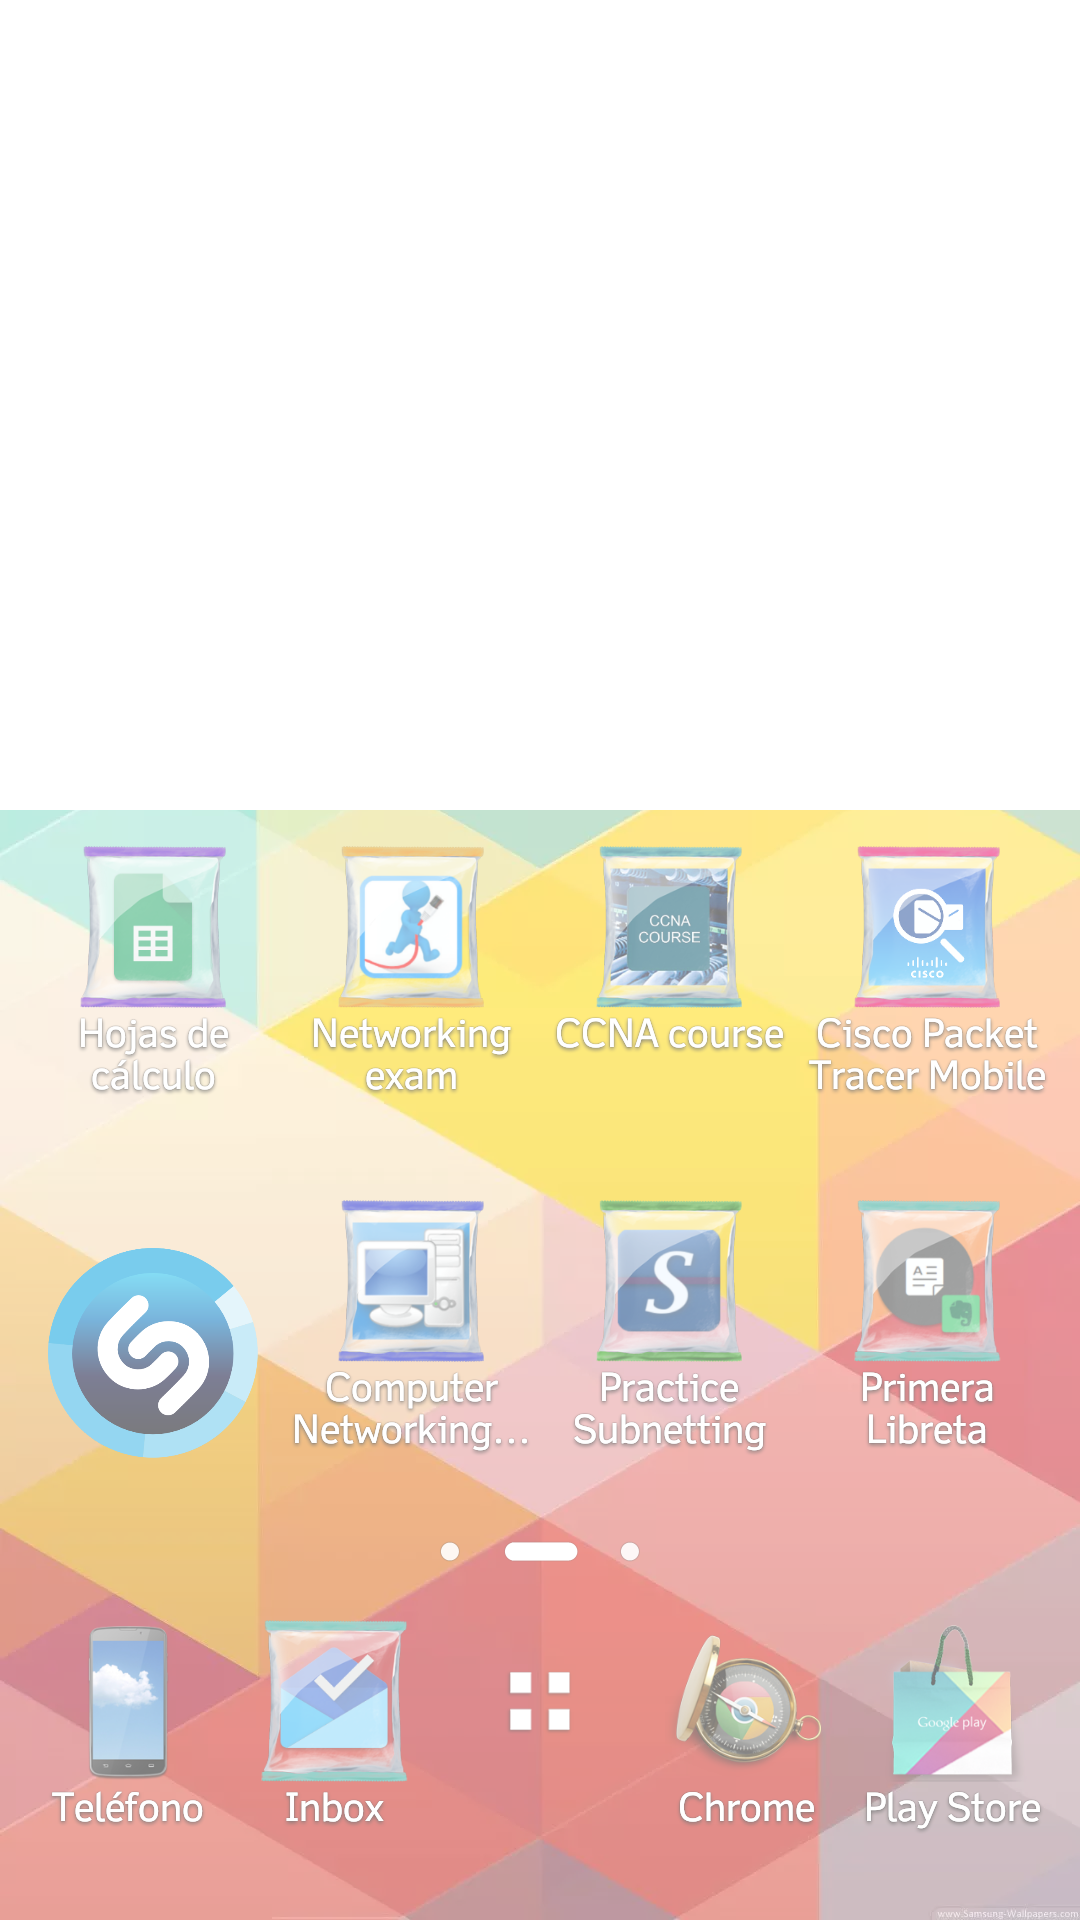 CCNA
COURSE
CISCO
Hojas de
cálculo
Networking
exam
CCNA course
Cisco Packet
Tracer Mobile
S
A
Computer
Networking...
Practice
Subnetting
Primera
Libreta
Google play
Teléfono
Inbox
Chrome
Play Store
www.Samsung-Wallpapers.com